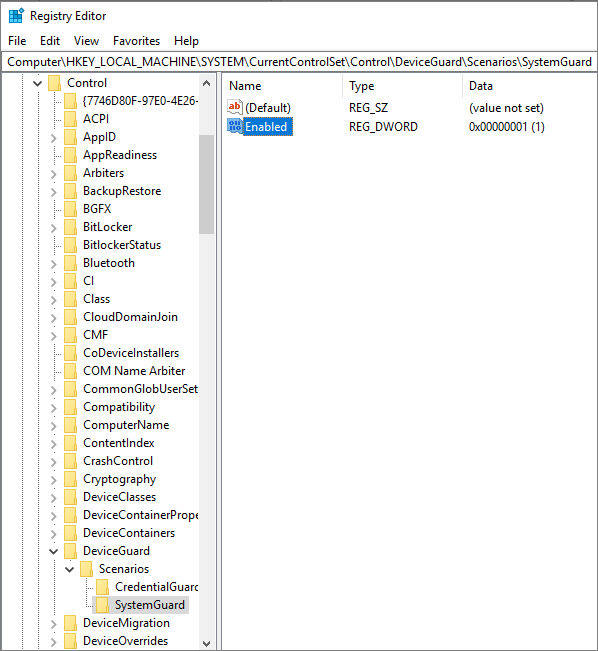 Registry Editor
File Edit View Favorites Help
Computer\HKEY_LOCAL_MACHINE\SYSTEM\CurrentControlSet\Control\DeviceGuard\Scenarios\SystemGuard
Control
{7746D80F-97E0-4E26-
ACPI
AppID
AppReadiness
Arbiters
BackupRestore
BGFX
BitLocker
BitlockerStatus
Bluetooth
CI
Class
CloudDomainJoin
CMF
CoDeviceInstallers
COM Name Arbiter
CommonGlobUserSet
Compatibility
ComputerName
ContentIndex
CrashControl
Cryptography
DeviceClasses
DeviceContainerPrope
DeviceContainers
DeviceGuard
Scenarios
CredentialGuard
SystemGuard
DeviceMigration
DeviceOverrides
Name Type Data
ab (Default) REG_SZ (value not set)
Enabled REG_DWORD 0x00000001 (1)